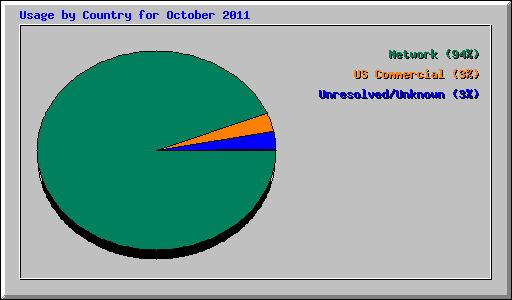 Usage by Country for October 2011
Network (94%)
US Commercial (3%)
Unresolved/Unknown (3%)